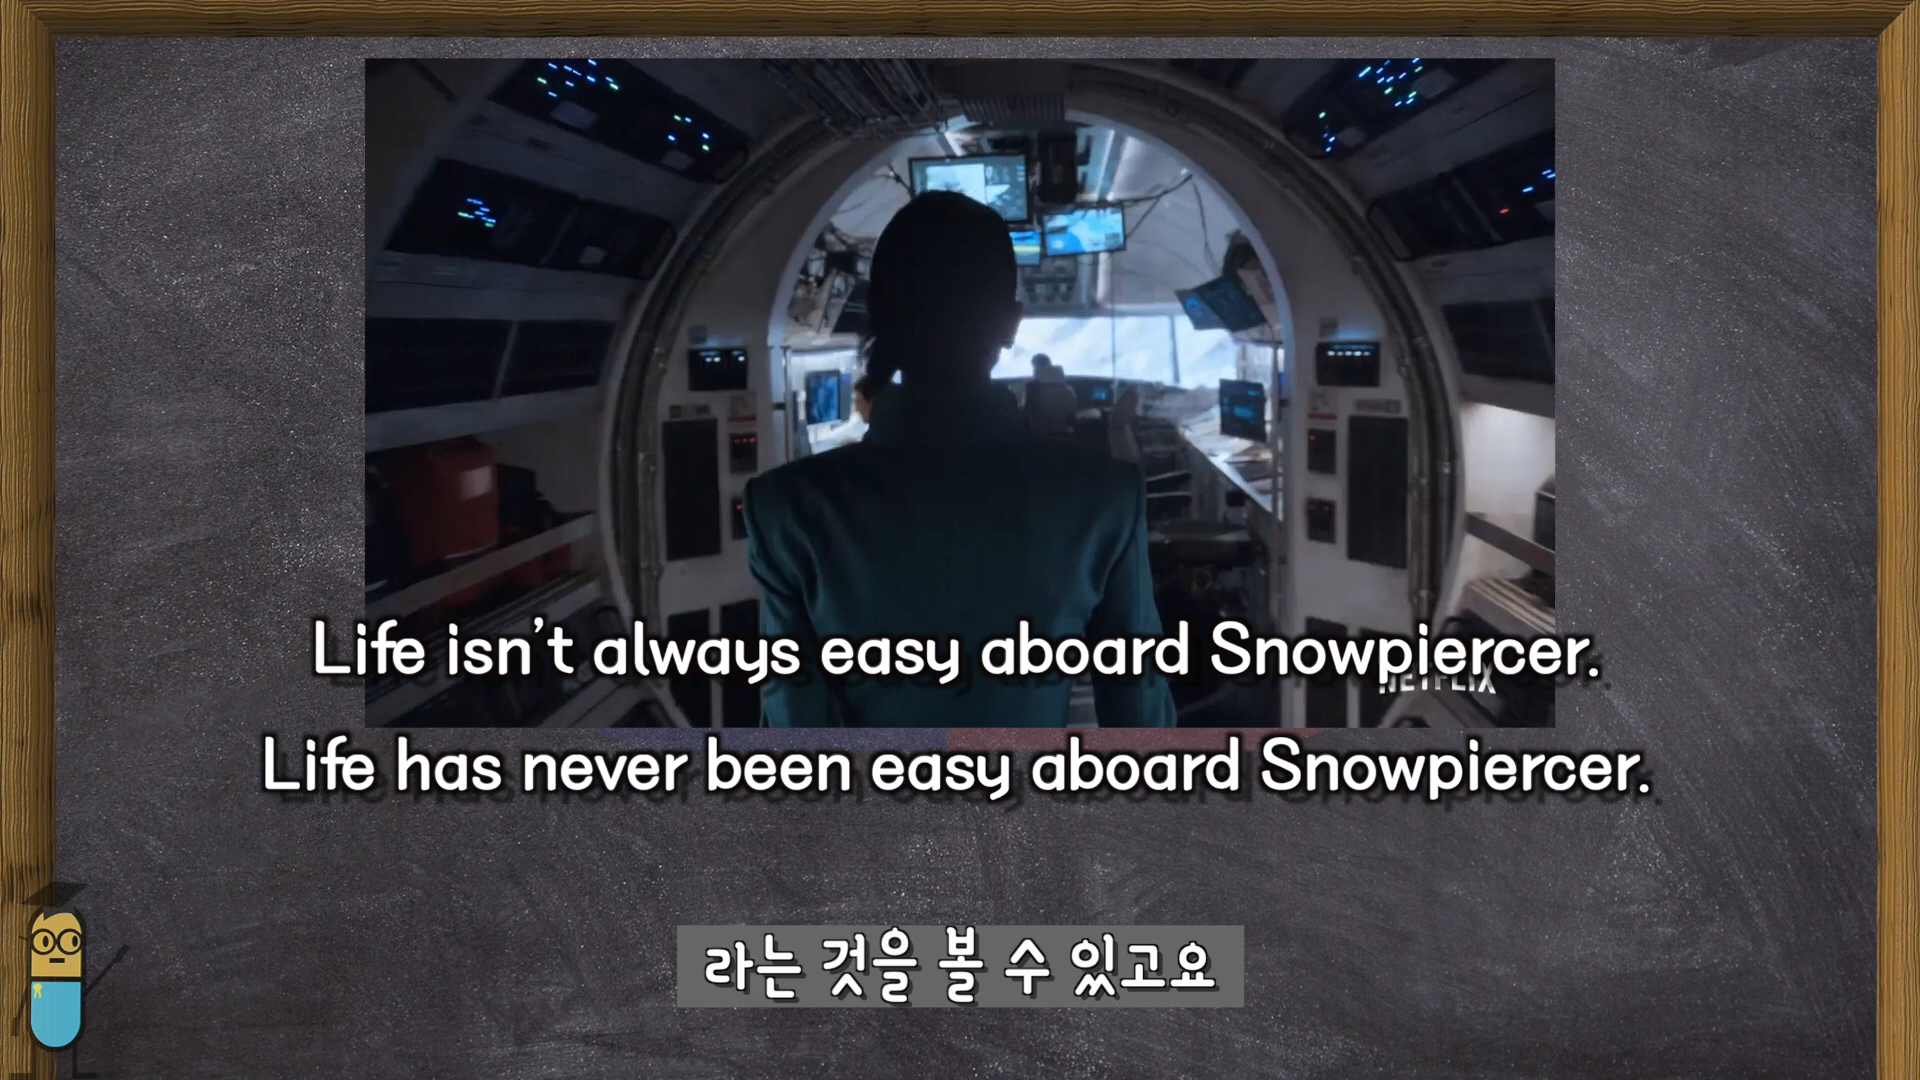 Life isn't always easy aboard Snowpiercer.
NETFLIX
Life has never been easy aboard Snowpiercer.
라는 것을 볼 수 있고요